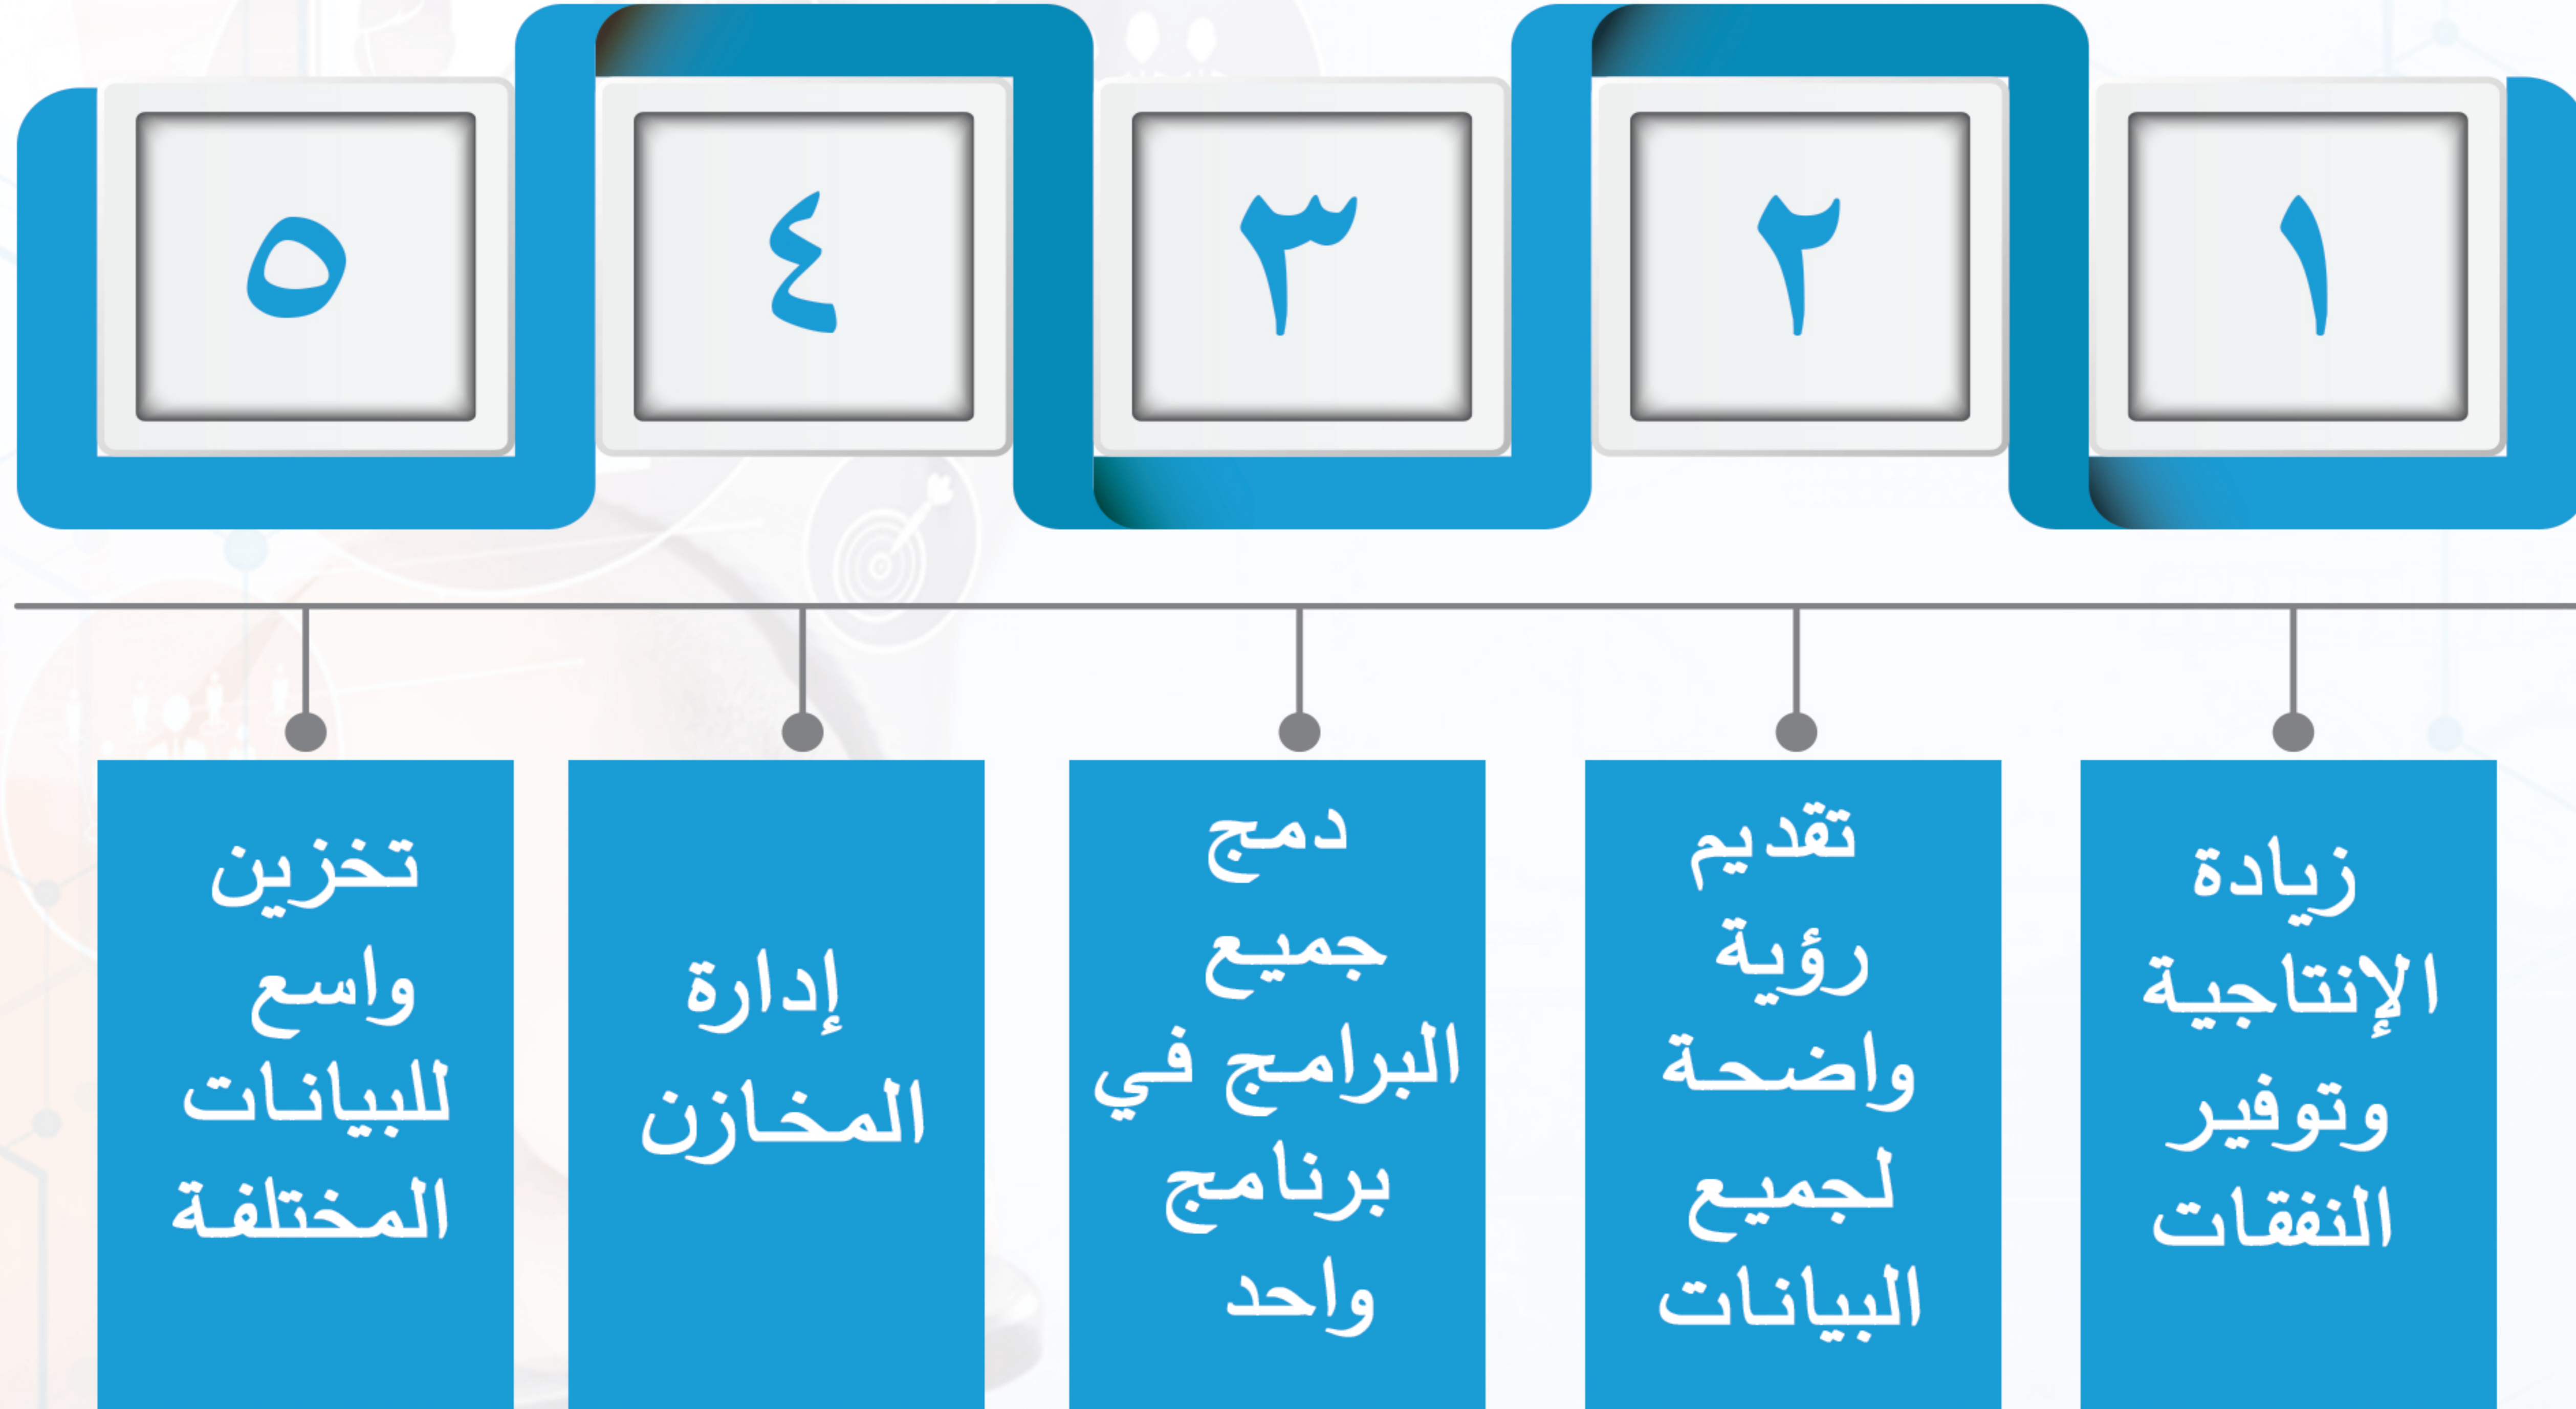 ١
٢
٣
٤
٥
زيادة
الإنتاجية
وتوفير
النفقات
تقديم
رؤية
واضحة
لجميع
البيانات
دمج
جميع
البرامج في
برنامج
واحد
إدارة
المخازن
تخزين
واسع
للبيانات
المختلفة